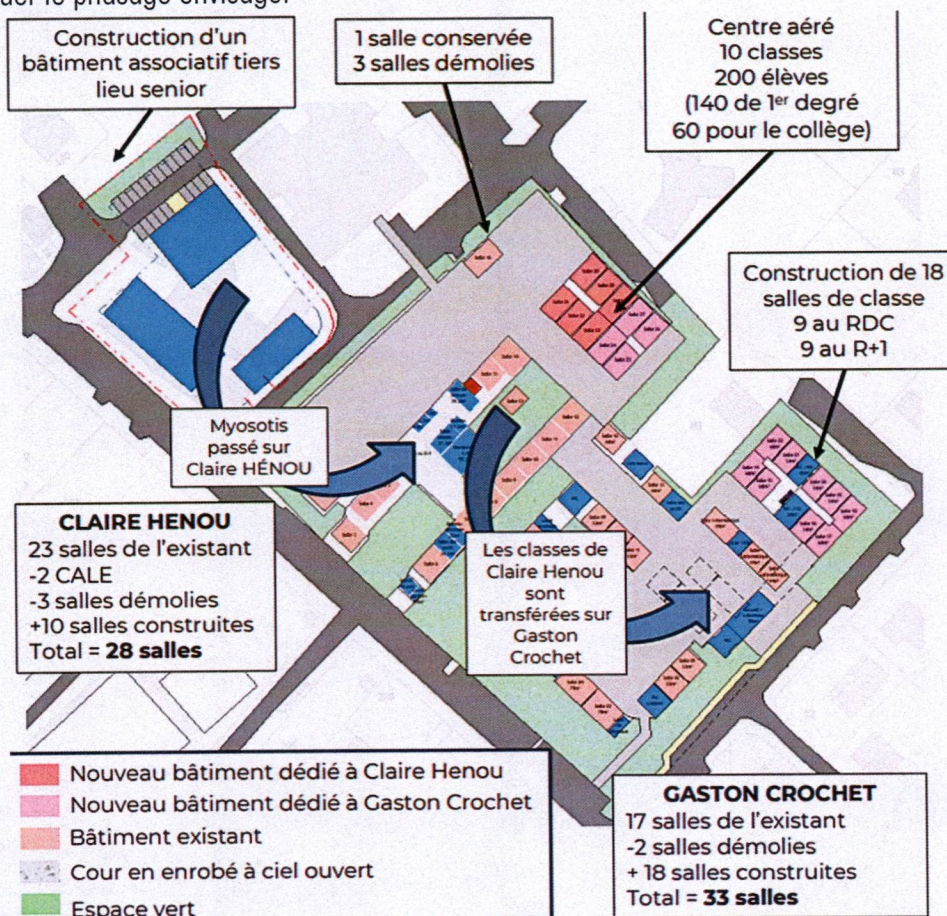 uer le phasage envisagé.
Construction d’un
bâtiment associatif tiers
lieu senior
1 salle conservée
3 salles démolies
Centre aéré
10 classes
200 élèves
(140 de 1er degré
60 pour le collège)
Construction de 18
salles de classe
9 au RDC
9 au R+1
Myosotis
passé sur
Claire HÉNOU
CLAIRE HENOU
23 salles de l’existant
-2 CALE
-3 salles démolies
+10 salles construites
Total = 28 salles
Les classes de
Claire Henou
sont
transférées sur
Gaston
Crochet
Nouveau bâtiment dédié à Claire Henou
Nouveau bâtiment dédié à Gaston Crochet
Bâtiment existant
Cour en enrobé à ciel ouvert
Espace vert
GASTON CROCHET
17 salles de l’existant
-2 salles démolies
+ 18 salles construites
Total = 33 salles